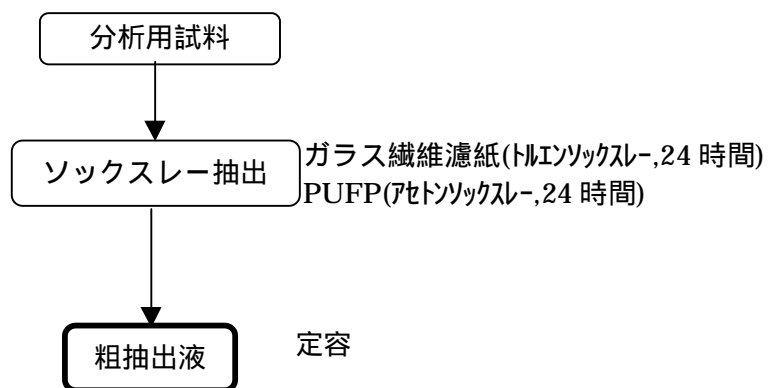 分析用試料
ソックスレー抽出
ガラス繊維濾紙(ﾄﾙｴﾝｿｯｸｽﾚｰ,24 時間)
PUFP(ｱｾﾄﾝｿｯｸｽﾚｰ,24 時間)
粗抽出液
定容